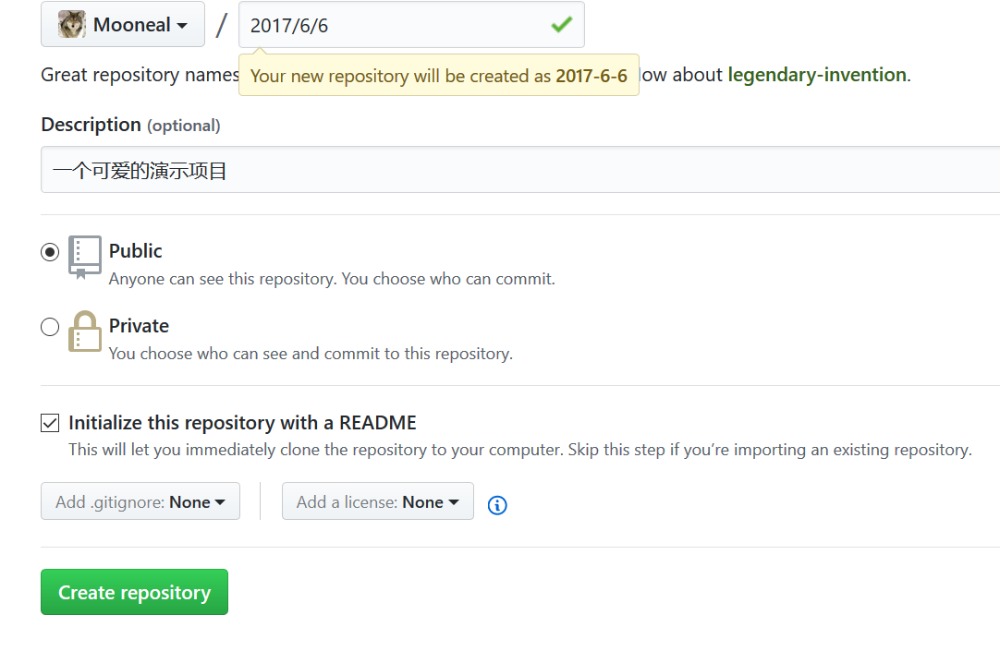 Mooneal / 2017/6/6
Great repository names Your new repository will be created as 2017-6-6 ow about legendary-invention.
Description (optional)
一个可爱的演示项目
Public
Anyone can see this repository. You choose who can commit.
Private
You choose who can see and commit to this repository.
Initialize this repository with a README
This will let you immediately clone the repository to your computer. Skip this step if you’re importing an existing repository.
Add .gitignore: None Add a license: None
Create repository